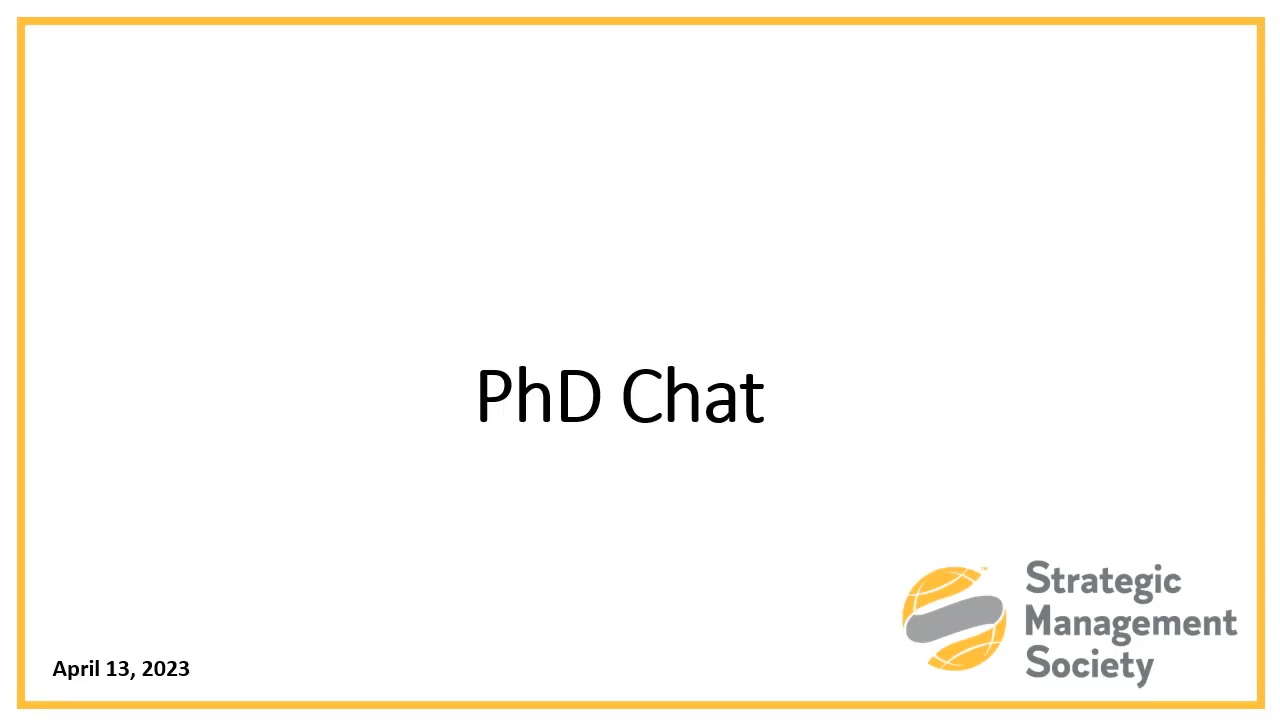 PhD Chat
Strategic
Management
Society
April 13, 2023